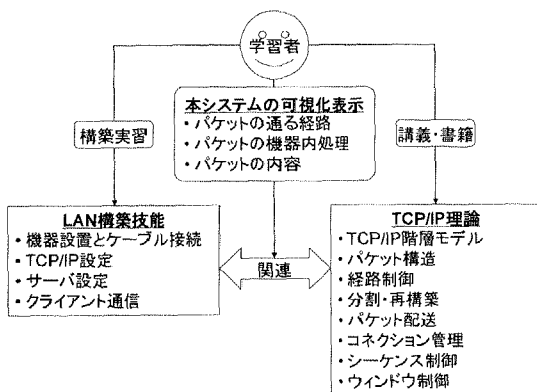 学習者
本システムの可視化表示
・パケットの通る経路
・パケットの機器内処理
・パケットの内容
構築実習
講義・書籍
LAN構築技能
・機器設置とケーブル接続
・TCP/IP設定
・サーバ設定
・クライアント通信
関連
TCP/IP理論
・TCP/IP階層モデル
・パケット構造
・経路制御
・分割・再構築
・パケット配送
・コネクション管理
・シーケンス制御
・ウィンドウ制御